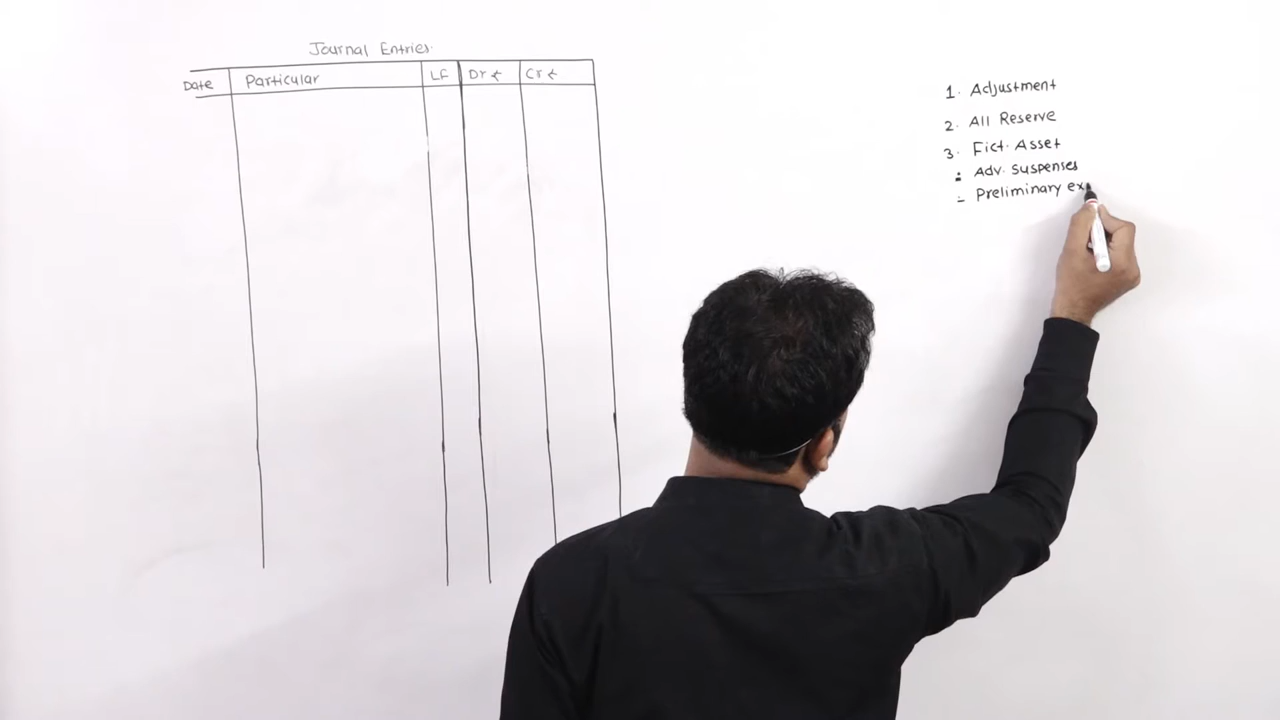 Journal Entries.
Date Particular LF Dr ₹ Cr ₹
1. Adjustment
2. All Reserve
3. Fict. Asset
Adv. suspenses
Preliminary ex